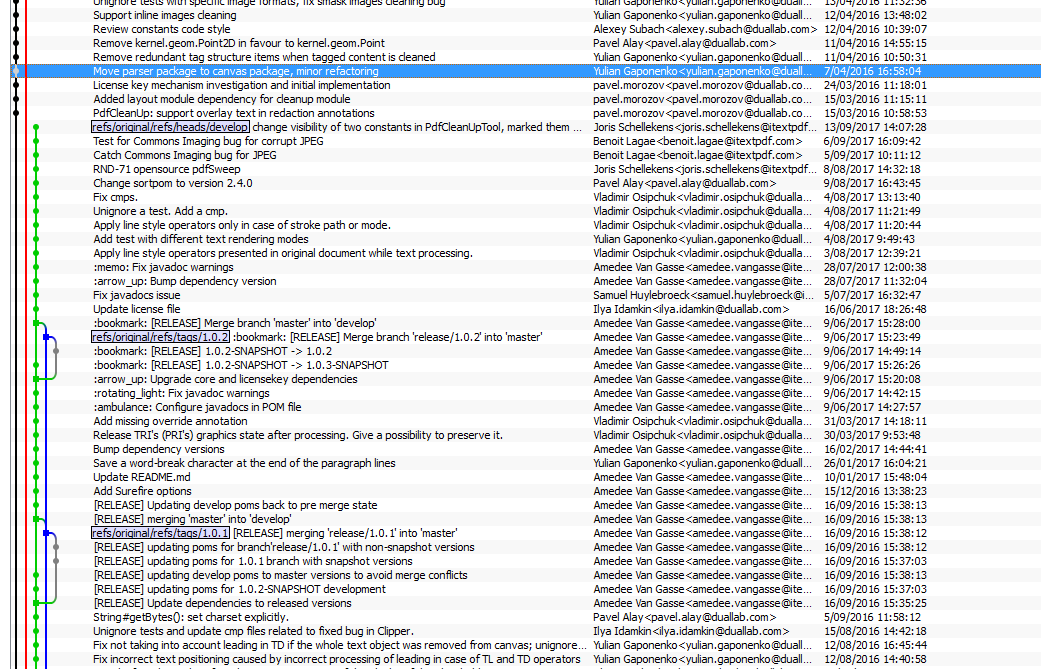 Unignore tests with specific image formats, fix smask images cleaning bug Yulian Gaponenko<yulian.gaponenko@duall... 13/04/2016 11:32:36
Support inline images cleaning Yulian Gaponenko<yulian.gaponenko@duall... 12/04/2016 13:48:02
Review constants code style Alexey Subach<alexey.subach@duallab.com> 12/04/2016 10:39:07
Remove kernel.geom.Point2D in favour to kernel.geom.Point Pavel Alay<pavel.alay@duallab.com> 11/04/2016 14:55:15
Remove redundant tag structure items when tagged content is cleaned Yulian Gaponenko<yulian.gaponenko@duall... 11/04/2016 10:50:31
Move parser package to canvas package, minor refactoring Yulian Gaponenko<yulian.gaponenko@duall... 7/04/2016 16:58:04
License key mechanism investigation and initial implementation pavel.morozov<pavel.morozov@duallab.co... 24/03/2016 11:18:01
Added layout module dependency for cleanup module pavel.morozov<pavel.morozov@duallab.co... 15/03/2016 11:15:11
PdfCleanUp: support overlay text in redaction annotations pavel.morozov<pavel.morozov@duallab.co... 15/03/2016 10:58:53
refs/original/refs/heads/develop change visibility of two constants in PdfCleanUpTool, marked them ... Joris Schellekens<joris.schellekens@itextpdf... 13/09/2017 14:07:28
Test for Commons Imaging bug for corrupt JPEG Benoit Lagae<benoit.lagae@itextpdf.com> 6/09/2017 16:09:42
Catch Commons Imaging bug for JPEG Benoit Lagae<benoit.lagae@itextpdf.com> 5/09/2017 10:11:12
RND-71 opensource pdfSweep Joris Schellekens<joris.schellekens@itextpdf... 8/08/2017 14:32:18
Change sortpom to version 2.4.0 Pavel Alay<pavel.alay@duallab.com> 9/08/2017 16:43:45
Fix cmps. Vladimir Osipchuk<vladimir.osipchuk@dualla... 4/08/2017 13:13:40
Unignore a test. Add a cmp. Vladimir Osipchuk<vladimir.osipchuk@dualla... 4/08/2017 11:21:49
Apply line style operators only in case of stroke path or mode. Vladimir Osipchuk<vladimir.osipchuk@dualla... 4/08/2017 11:20:44
Add test with different text rendering modes Yulian Gaponenko<yulian.gaponenko@duall... 4/08/2017 9:49:43
Apply line style operators presented in original document while text processing. Vladimir Osipchuk<vladimir.osipchuk@dualla... 3/08/2017 12:39:21
:memo: Fix javadoc warnings Amedee Van Gasse<amedee.vangasse@ite... 28/07/2017 12:00:38
:arrow_up: Bump dependency version Amedee Van Gasse<amedee.vangasse@ite... 28/07/2017 11:32:04
Fix javadocs issue Samuel Huylebroeck<samuel.huylebroeck@i... 5/07/2017 16:32:47
Update license file Ilya Idamkin<ilya.idamkin@duallab.com> 16/06/2017 18:26:48
:bookmark: [RELEASE] Merge branch 'master' into 'develop' Amedee Van Gasse<amedee.vangasse@ite... 9/06/2017 15:28:00
refs/original/refs/tags/1.0.2 :bookmark: [RELEASE] Merge branch 'release/1.0.2' into 'master' Amedee Van Gasse<amedee.vangasse@ite... 9/06/2017 15:23:49
:bookmark: [RELEASE] 1.0.2-SNAPSHOT -> 1.0.2 Amedee Van Gasse<amedee.vangasse@ite... 9/06/2017 14:49:14
:bookmark: [RELEASE] 1.0.2-SNAPSHOT -> 1.0.3-SNAPSHOT Amedee Van Gasse<amedee.vangasse@ite... 9/06/2017 15:26:26
:arrow_up: Upgrade core and licensekey dependencies Amedee Van Gasse<amedee.vangasse@ite... 9/06/2017 15:20:08
:rotating_light: Fix javadoc warnings Amedee Van Gasse<amedee.vangasse@ite... 9/06/2017 14:42:15
:ambulance: Configure javadocs in POM file Amedee Van Gasse<amedee.vangasse@ite... 9/06/2017 14:27:57
Add missing override annotation Vladimir Osipchuk<vladimir.osipchuk@dualla... 31/03/2017 14:18:11
Release TRI's (PRI's) graphics state after processing. Give a possibility to preserve it. Vladimir Osipchuk<vladimir.osipchuk@dualla... 30/03/2017 9:53:48
Bump dependency versions Amedee Van Gasse<amedee.vangasse@ite... 16/02/2017 14:44:41
Save a word-break character at the end of the paragraph lines Yulian Gaponenko<yulian.gaponenko@duall... 26/01/2017 16:04:21
Update README.md Amedee Van Gasse<amedee.vangasse@ite... 10/01/2017 15:48:04
Add Surefire options Amedee Van Gasse<amedee.vangasse@ite... 15/12/2016 13:38:23
[RELEASE] Updating develop poms back to pre merge state Amedee Van Gasse<amedee.vangasse@ite... 16/09/2016 15:38:13
[RELEASE] merging 'master' into 'develop' Amedee Van Gasse<amedee.vangasse@ite... 16/09/2016 15:38:13
refs/original/refs/tags/1.0.1 [RELEASE] merging 'release/1.0.1' into 'master' Amedee Van Gasse<amedee.vangasse@ite... 16/09/2016 15:38:12
[RELEASE] updating poms for branch'release/1.0.1' with non-snapshot versions Amedee Van Gasse<amedee.vangasse@ite... 16/09/2016 15:38:12
[RELEASE] updating poms for 1.0.1 branch with snapshot versions Amedee Van Gasse<amedee.vangasse@ite... 16/09/2016 15:37:03
[RELEASE] updating develop poms to master versions to avoid merge conflicts Amedee Van Gasse<amedee.vangasse@ite... 16/09/2016 15:38:13
[RELEASE] updating poms for 1.0.2-SNAPSHOT development Amedee Van Gasse<amedee.vangasse@ite... 16/09/2016 15:37:03
[RELEASE] Update dependencies to released versions Amedee Van Gasse<amedee.vangasse@ite... 16/09/2016 15:35:25
String#getBytes(): set charset explicitly. Pavel Alay<pavel.alay@duallab.com> 5/09/2016 11:58:12
Unignore tests and update cmp files related to fixed bug in Clipper. Ilya Idamkin<ilya.idamkin@duallab.com> 15/08/2016 14:42:18
Fix not taking into account leading in TD if the whole text object was removed from canvas; unignore... Yulian Gaponenko<yulian.gaponenko@duall... 12/08/2016 16:45:44
Fix incorrect text positioning caused by incorrect processing of leading in case of TL and TD operators Yulian Gaponenko<yulian.gaponenko@duall... 12/08/2016 14:40:58